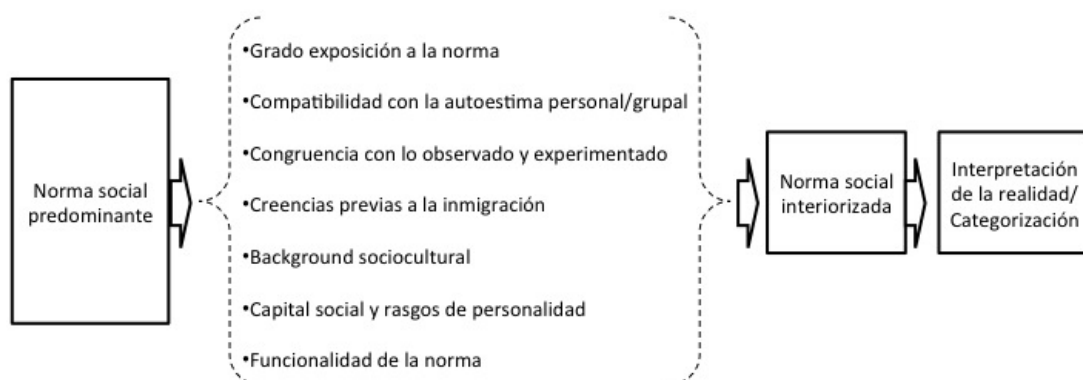 Norma social
predominante
•Grado exposición a la norma
•Compatibilidad con la autoestima personal/grupal
•Congruencia con lo observado y experimentado
•Creencias previas a la inmigración
•Background sociocultural
•Capital social y rasgos de personalidad
•Funcionalidad de la norma
Norma social
interiorizada
Interpretación
de la realidad/
Categorización